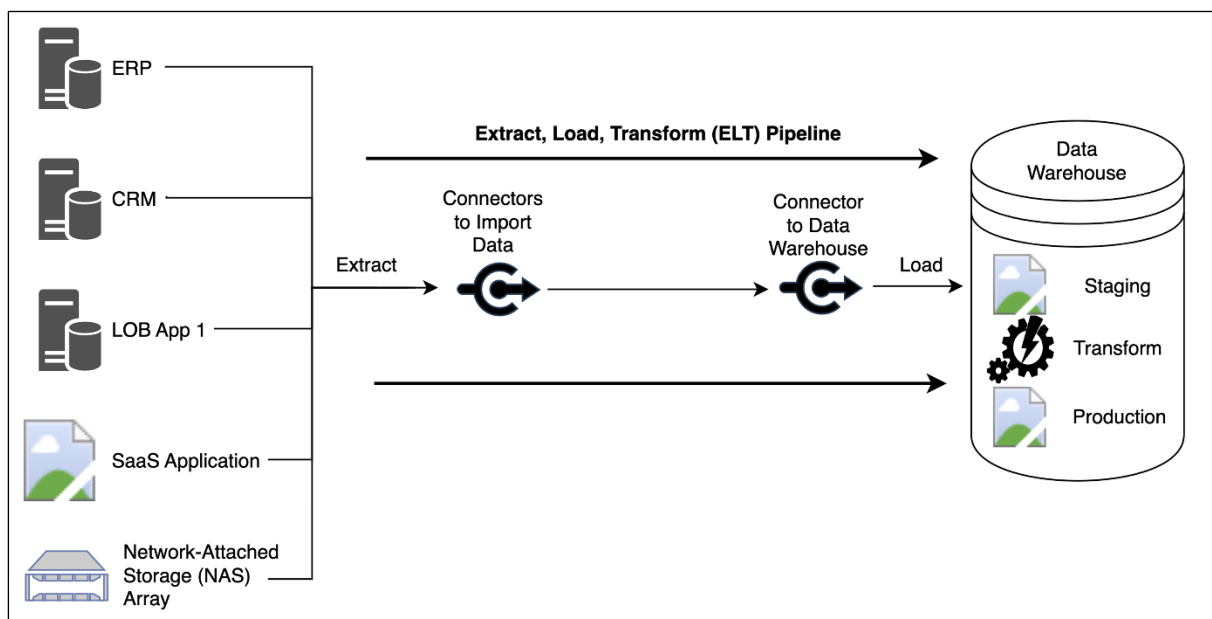 ERP
CRM
LOB App 1
SaaS Application
Network-Attached
Storage (NAS)
Array
Extract
Extract, Load, Transform (ELT) Pipeline
Connectors
to Import
Data
Connector
to Data
Warehouse
Load
Data
Warehouse
Staging
Transform
Production